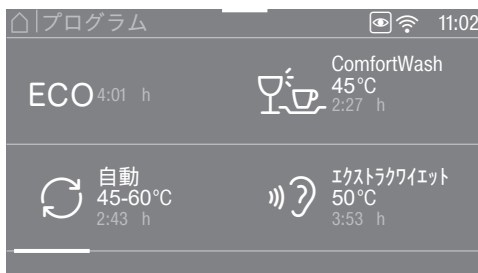 プログラム 11:02
ECO 4:01 h
ComfortWash
45°C
2:27 h
自動
45-60°C
2:43 h
ｴｸｽﾄﾗｸﾜｲｴｯﾄ
50°C
3:53 h